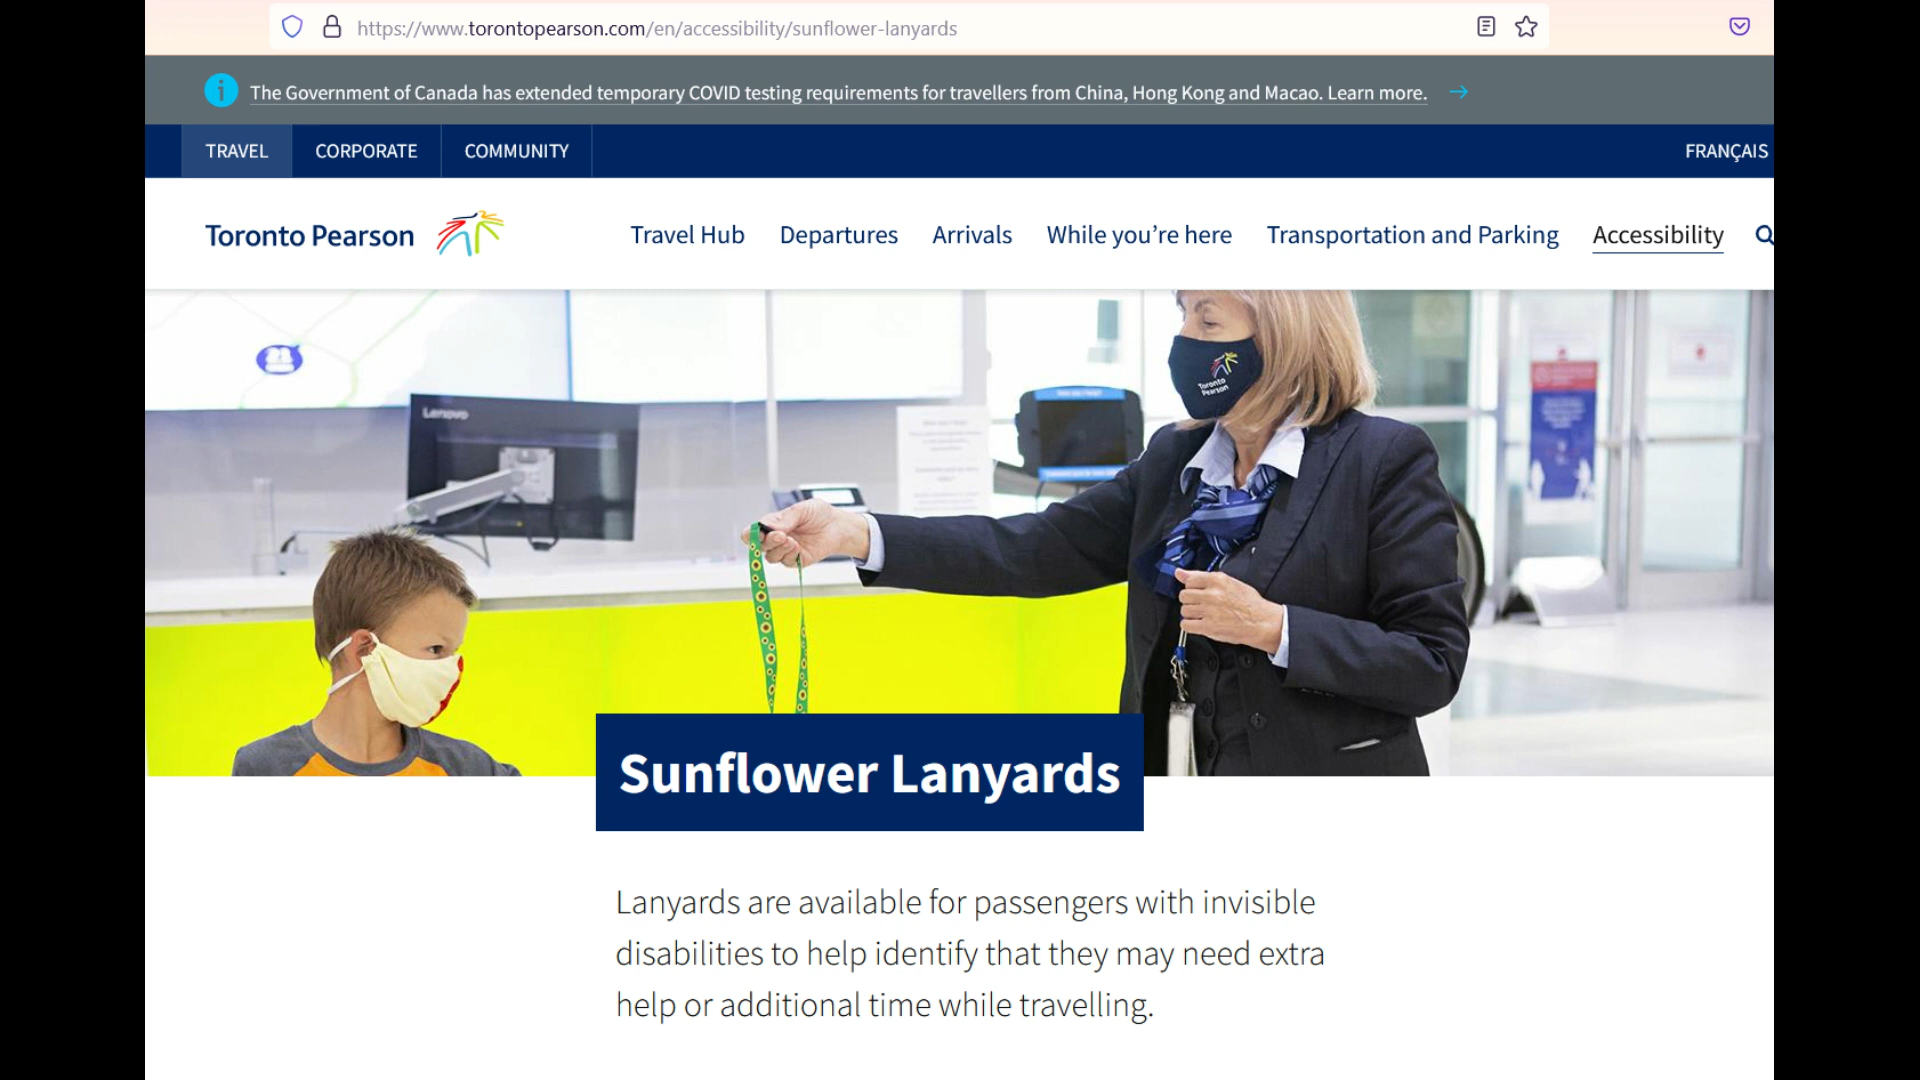 https://www.torontopearson.com/en/accessibility/sunflower-lanyards
The Government of Canada has extended temporary COVID testing requirements for travellers from China, Hong Kong and Macao. Learn more.
TRAVEL CORPORATE COMMUNITY FRANÇAIS
Toronto Pearson Travel Hub Departures Arrivals While you’re here Transportation and Parking Accessibility
Lenovo
Toronto
Pearson
Sunflower Lanyards
Lanyards are available for passengers with invisible
disabilities to help identify that they may need extra
help or additional time while travelling.